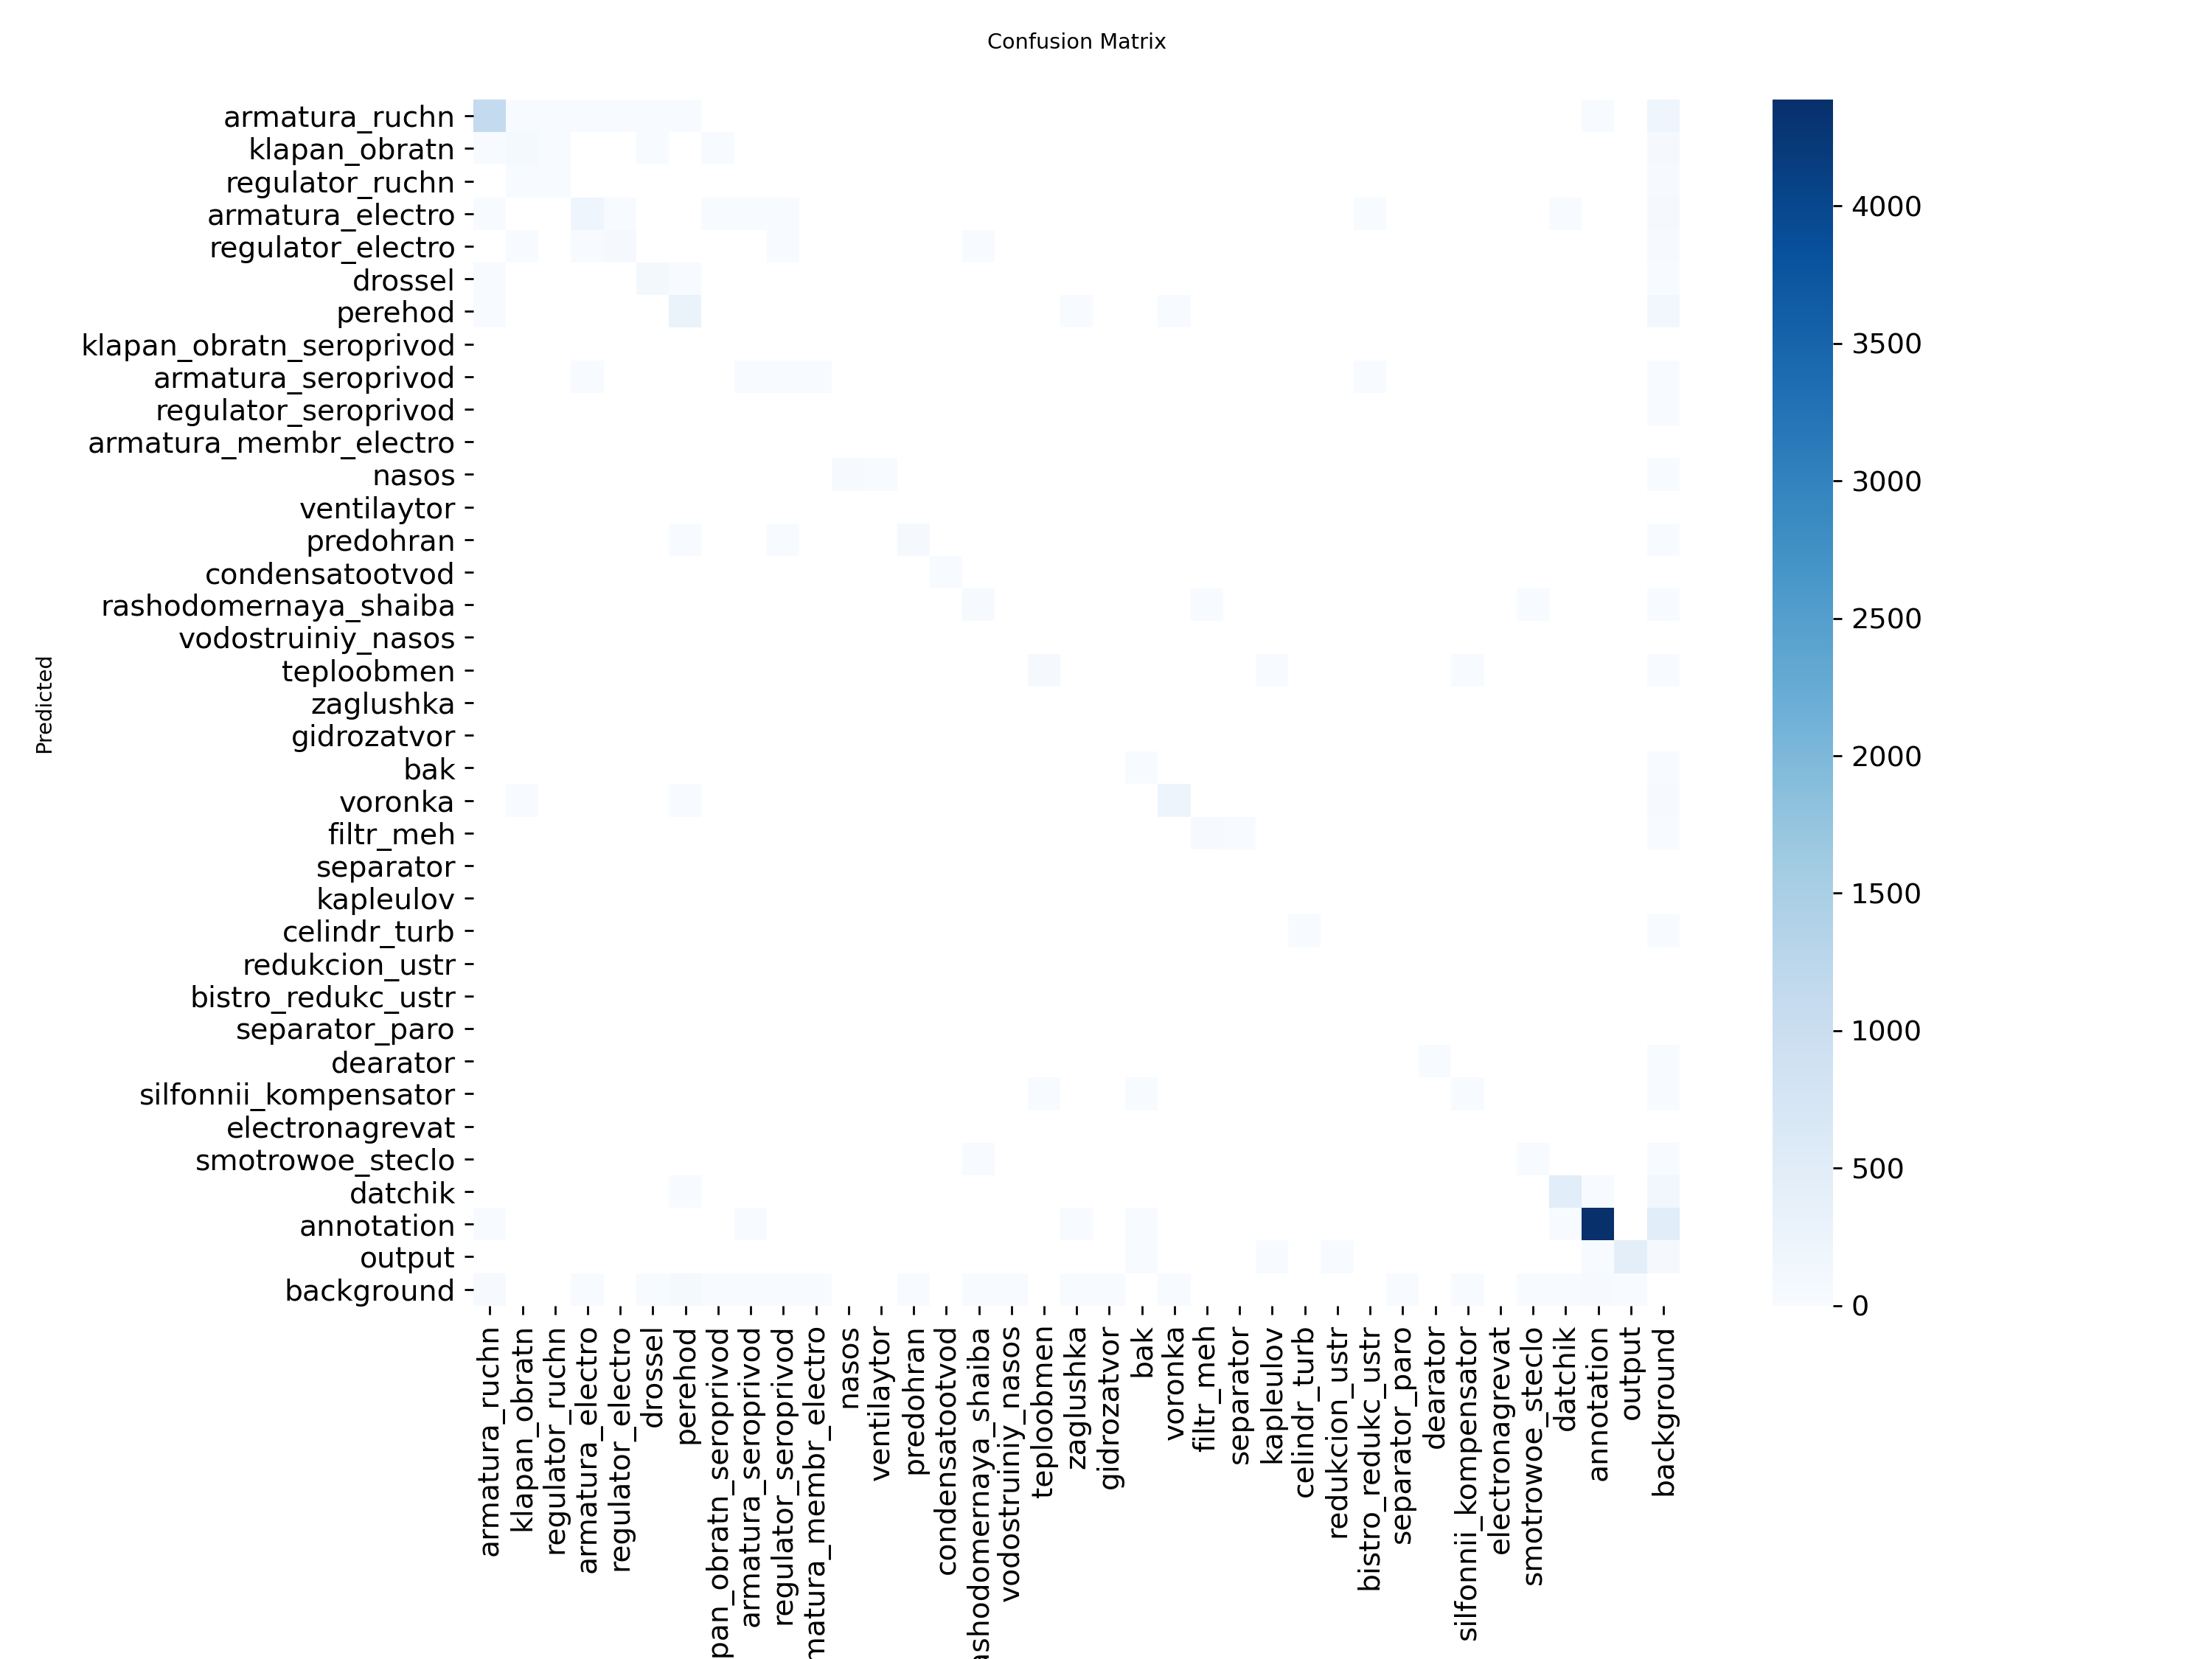 Confusion Matrix
Predicted
armatura_ruchn
klapan_obratn
regulator_ruchn
armatura_electro
regulator_electro
drossel
perehod
klapan_obratn_seroprivod
armatura_seroprivod
regulator_seroprivod
armatura_membr_electro
nasos
ventilaytor
predohran
condensatootvod
rashodomernaya_shaiba
vodostruiniy_nasos
teploobmen
zaglushka
gidrozatvor
bak
voronka
filtr_meh
separator
kapleulov
celindr_turb
redukcion_ustr
bistro_redukc_ustr
separator_paro
dearator
silfonnii_kompensator
electronagrevat
smotrowoe_steclo
datchik
annotation
output
background
armatura_ruchn
klapan_obratn
regulator_ruchn
armatura_electro
regulator_electro
drossel
perehod
pan_obratn_seroprivod
armatura_seroprivod
regulator_seroprivod
matura_membr_electro
nasos
ventilaytor
predohran
condensatootvod
ashodomernaya_shaiba
vodostruiniy_nasos
teploobmen
zaglushka
gidrozatvor
bak
voronka
filtr_meh
separator
kapleulov
celindr_turb
redukcion_ustr
bistro_redukc_ustr
separator_paro
dearator
silfonnii_kompensator
electronagrevat
smotrowoe_steclo
datchik
annotation
output
background
4000
3500
3000
2500
2000
1500
1000
500
0